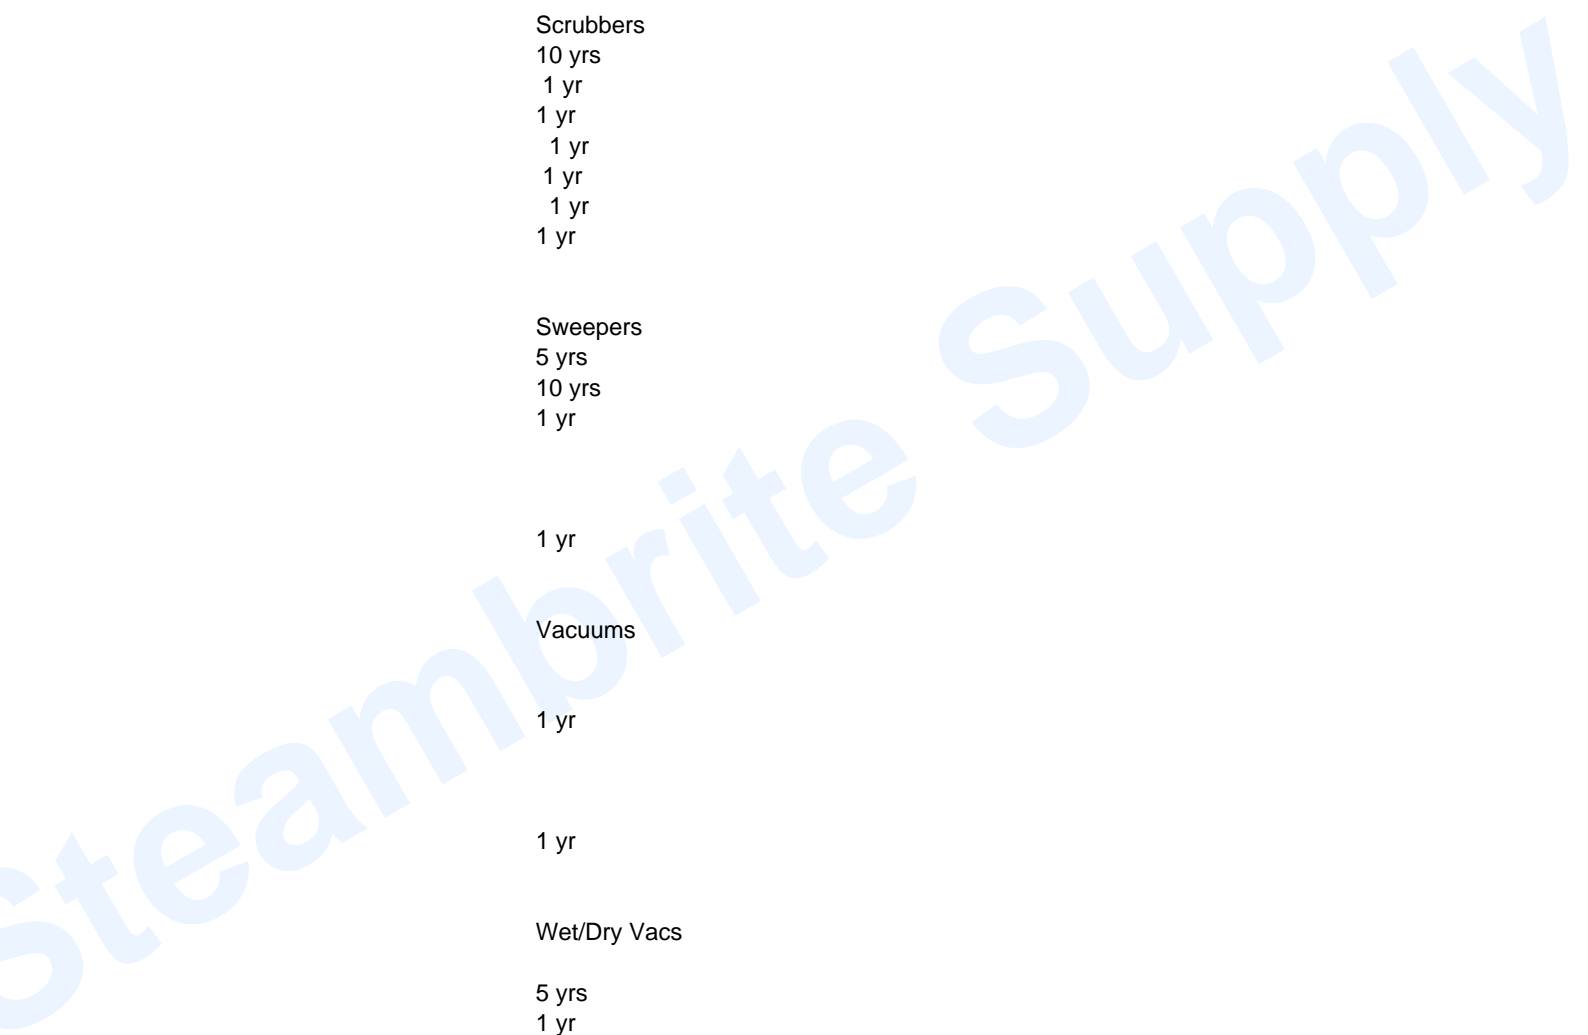 Scrubbers
10 yrs
1 yr
1 yr
1 yr
1 yr
1 yr
1 yr
Sweepers
5 yrs
10 yrs
1 yr
1 yr
Vacuums
1 yr
1 yr
Wet/Dry Vacs
5 yrs
1 yr
Steambrite Supply